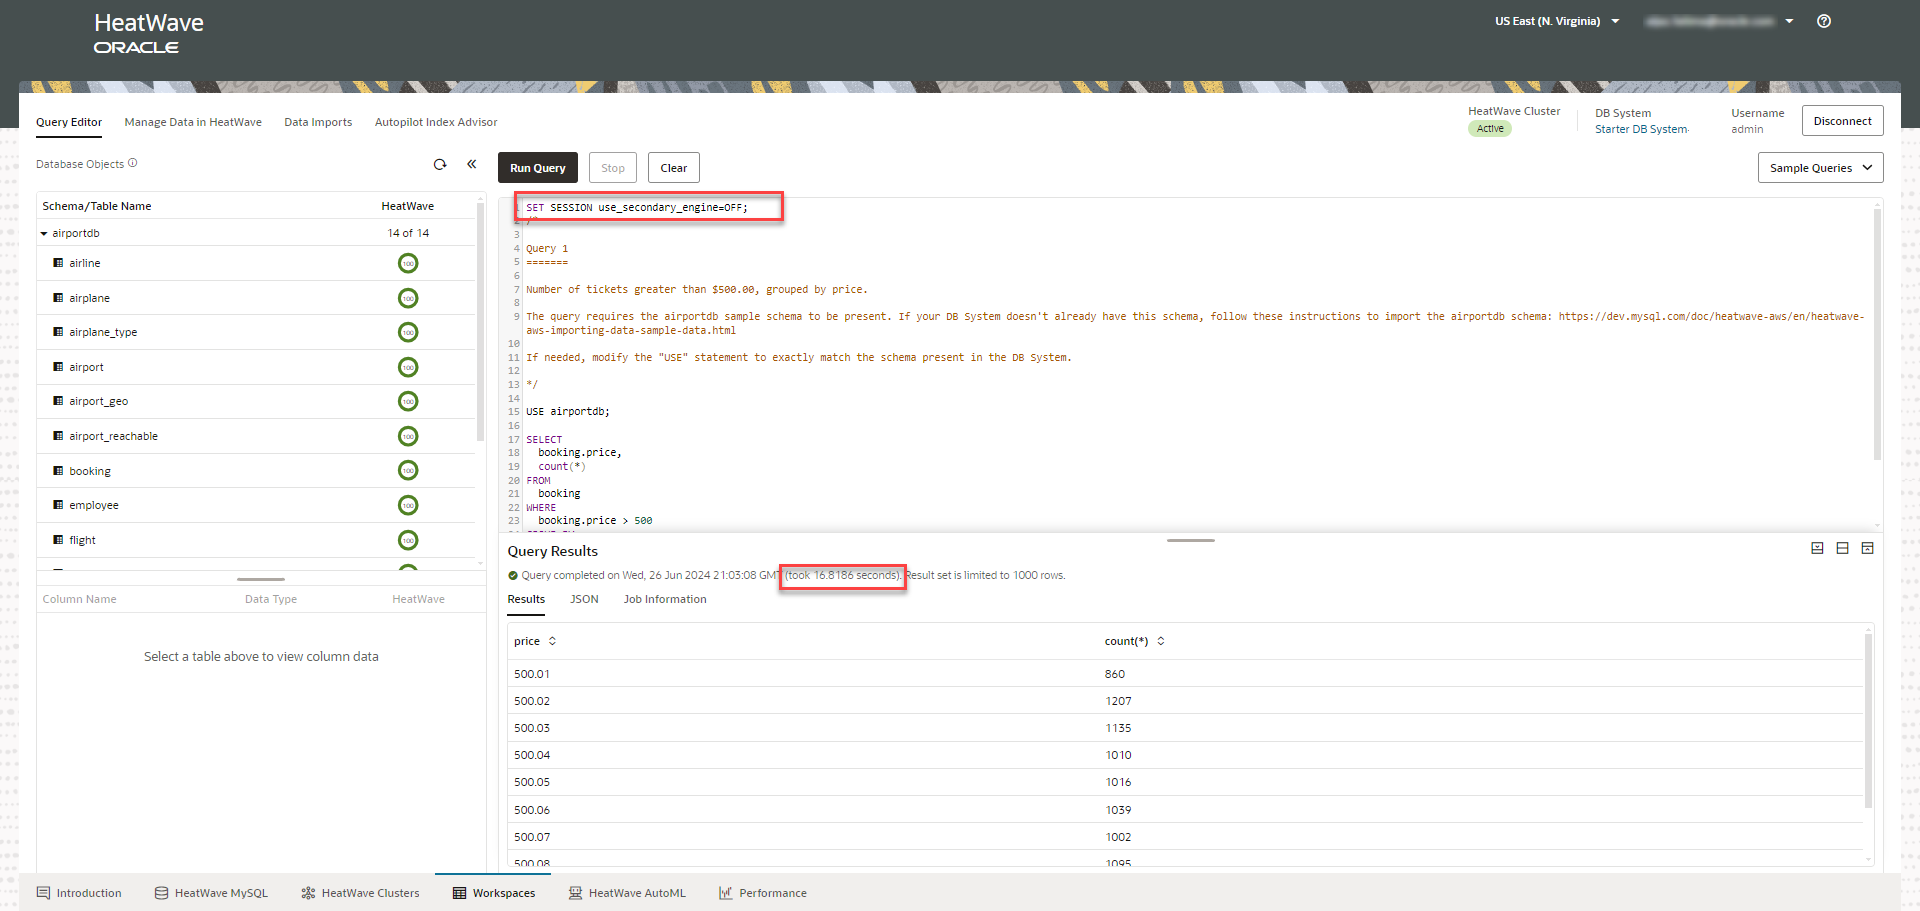 HeatWave
ORACLE
US East (N. Virginia)
Query Editor
Manage Data in HeatWave
Data Imports
Autopilot Index Advisor
HeatWave Cluster
Active
DB System
Starter DB System
Username
admin
Disconnect
Database Objects
Run Query
Stop
Clear
Sample Queries
Schema/Table Name
HeatWave
airportdb
14 of 14
airline
100
airplane
100
airplane_type
100
airport
100
airport_geo
100
airport_reachable
100
booking
100
employee
100
flight
100
Column Name
Data Type
HeatWave
Select a table above to view column data
1 SET SESSION use_secondary_engine=OFF;
2 /*
3
4 Query 1
5 =======
6
7 Number of tickets greater than $500.00, grouped by price.
8
9 The query requires the airportdb sample schema to be present. If your DB System doesn't already have this schema, follow these instructions to import the airportdb schema: https://dev.mysql.com/doc/heatwave-aws/en/heatwave-
aws-importing-data-sample-data.html
10
11 If needed, modify the "USE" statement to exactly match the schema present in the DB System.
12
13 */
14
15 USE airportdb;
16
17 SELECT
18 booking.price,
19 count(*)
20 FROM
21 booking
22 WHERE
23 booking.price > 500
Query Results
Query completed on Wed, 26 Jun 2024 21:03:08 GMT (took 16.8186 seconds). Result set is limited to 1000 rows.
Results
JSON
Job Information
price
count(*)
500.01
860
500.02
1207
500.03
1135
500.04
1010
500.05
1016
500.06
1039
500.07
1002
500.08
1095
Introduction
HeatWave MySQL
HeatWave Clusters
Workspaces
HeatWave AutoML
Performance